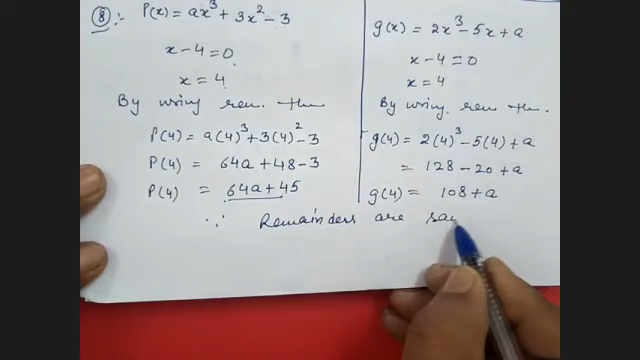 ⑧:- P(x) = ax³ + 3x² - 3
x - 4 = 0
x = 4
By using rem. thm
P(4) = a(4)³ + 3(4)² - 3
P(4) = 64a + 48 - 3
P(4) = 64a + 45
g(x) = 2x³ - 5x + a
x - 4 = 0
x = 4
By using rem. thm.
g(4) = 2(4)³ - 5(4) + a
= 128 - 20 + a
g(4) = 108 + a
∵ Remainders are sa